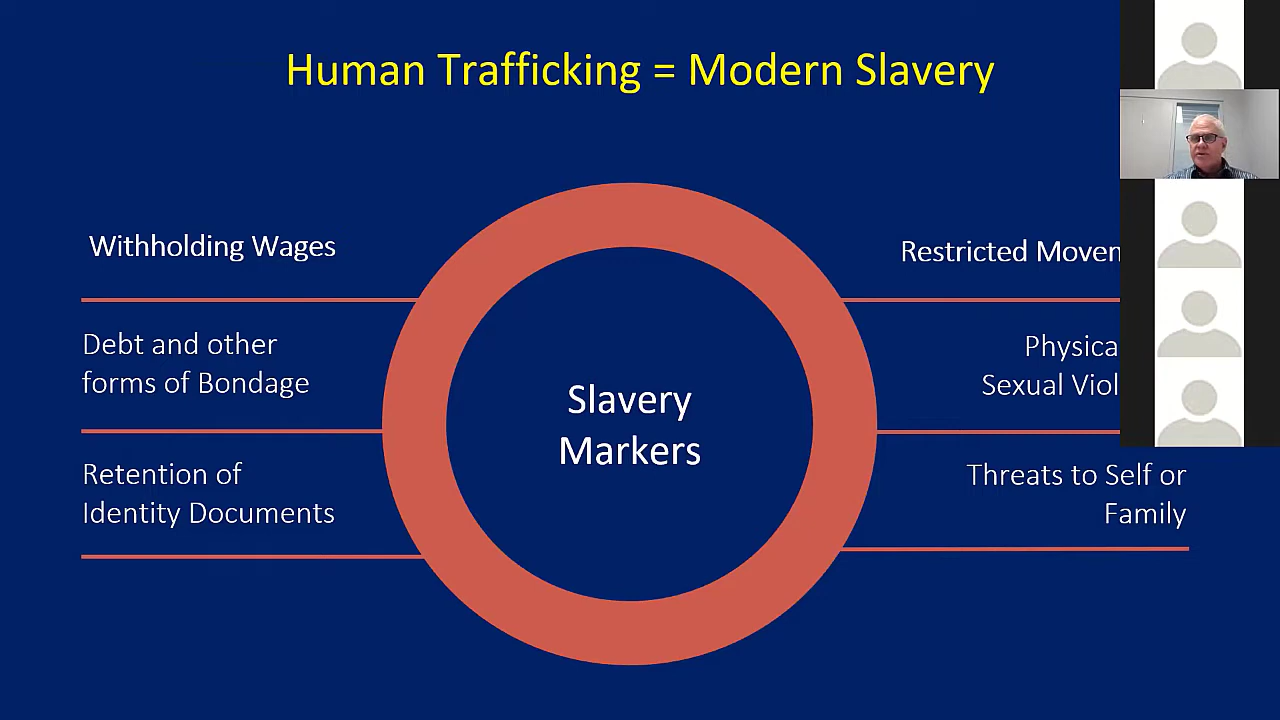 Human Trafficking = Modern Slavery
Withholding Wages
Debt and other
forms of Bondage
Retention of
Identity Documents
Slavery
Markers
Restricted
Sexual
Threats to Self or
Family